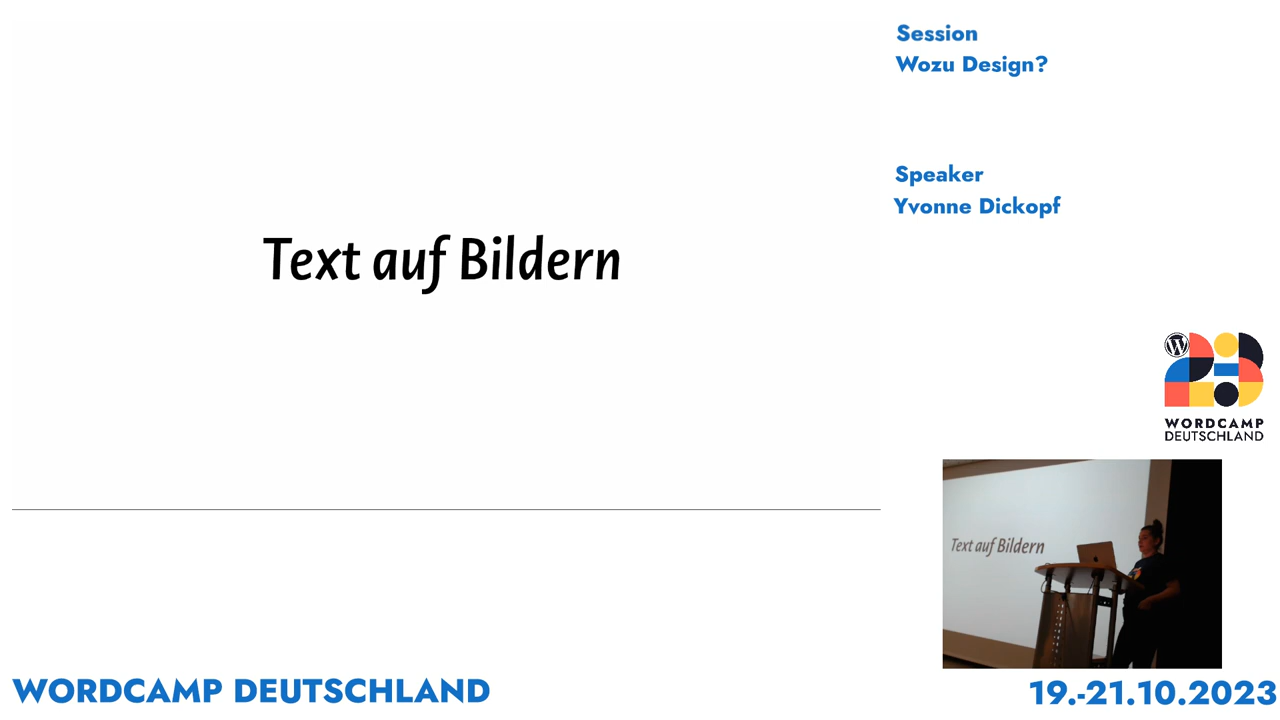 Session
Wozu Design?
Speaker
Yvonne Dickopf
Text auf Bildern
W
WORDCAMP
DEUTSCHLAND
Text auf Bildern
WORDCAMP DEUTSCHLAND
19.-21.10.2023